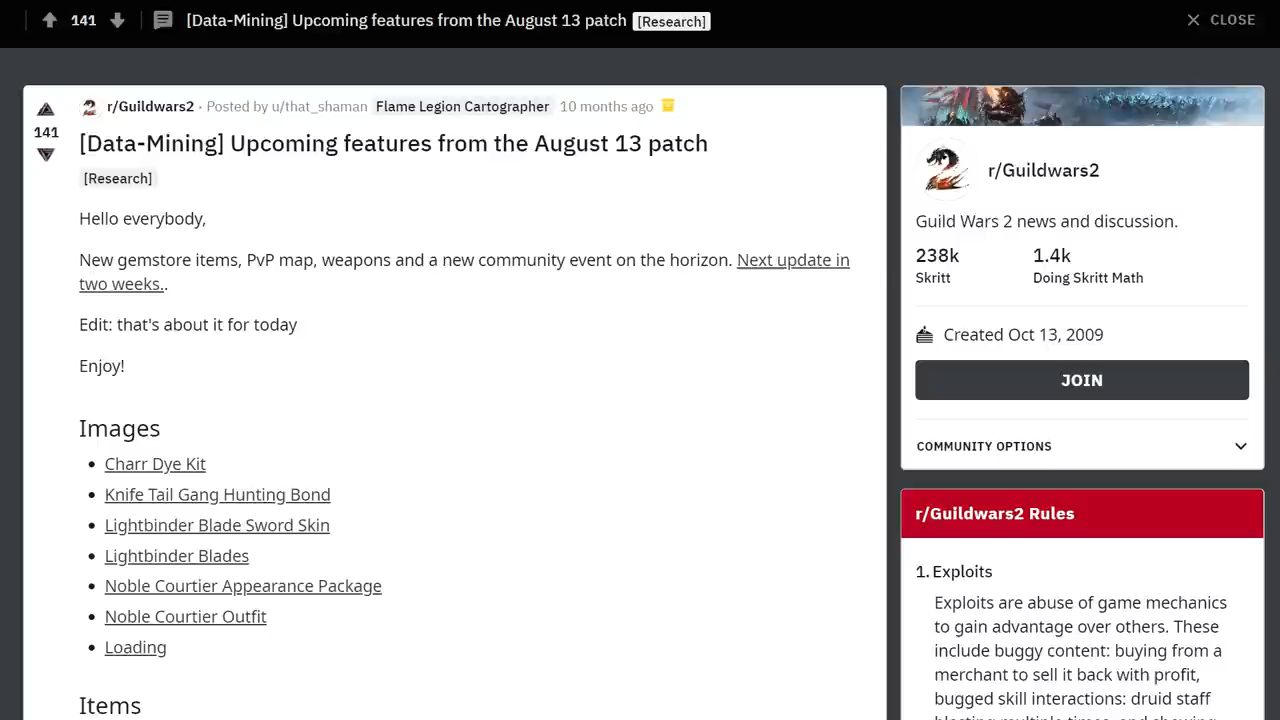 141 [Data-Mining] Upcoming features from the August 13 patch [Research] CLOSE
r/Guildwars2 · Posted by u/that_shaman Flame Legion Cartographer 10 months ago
141
[Data-Mining] Upcoming features from the August 13 patch
[Research]
Hello everybody,
New gemstore items, PvP map, weapons and a new community event on the horizon. Next update in
two weeks..
Edit: that's about it for today
Enjoy!
Images
• Charr Dye Kit
• Knife Tail Gang Hunting Bond
• Lightbinder Blade Sword Skin
• Lightbinder Blades
• Noble Courtier Appearance Package
• Noble Courtier Outfit
• Loading
Items
r/Guildwars2
Guild Wars 2 news and discussion.
238k 1.4k
Skritt Doing Skritt Math
Created Oct 13, 2009
JOIN
COMMUNITY OPTIONS
r/Guildwars2 Rules
1. Exploits
Exploits are abuse of game mechanics
to gain advantage over others. These
include buggy content: buying from a
merchant to sell it back with profit,
bugged skill interactions: druid staff